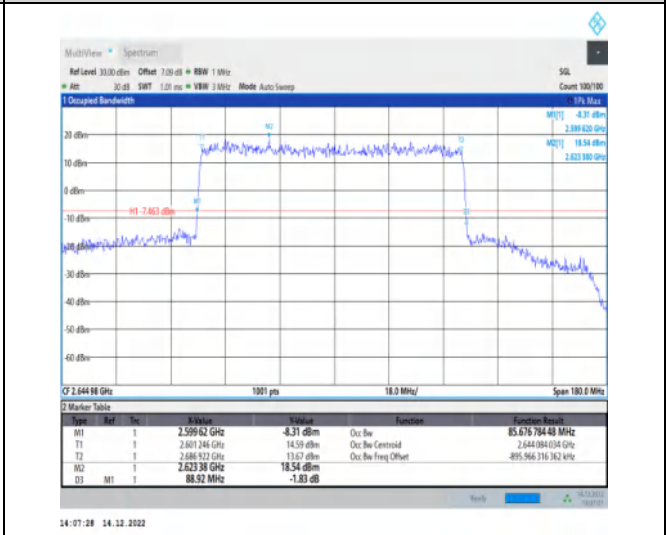 MultiView Spectrum
Ref Level 30.00 dBm Offset 7.09 dB RBW 1 MHz SGL
Att 30 dB SWT 1.01 ms VBW 3 MHz Mode Auto Sweep Count 100/100
1 Occupied Bandwidth 1Pk Max
M1[1] -8.31 dBm
2.599 620 GHz
M2[1] 18.54 dBm
2.623 380 GHz
M2
T1
T2
20 dBm
10 dBm
0 dBm
M1
H1 -7.463 dBm
-10 dBm
D3
-20 dBm
-30 dBm
-40 dBm
-50 dBm
-60 dBm
CF 2.644 98 GHz 1001 pts 18.0 MHz/ Span 180.0 MHz
2 Marker Table
Type Ref Trc X-Value Y-Value Function Function Result
M1 1 2.599 62 GHz -8.31 dBm Occ Bw 85.676 784 48 MHz
T1 1 2.601 246 GHz 14.59 dBm Occ Bw Centroid 2.644 084 034 GHz
T2 1 2.686 922 GHz 13.67 dBm Occ Bw Freq Offset -895.966 316 362 kHz
M2 1 2.623 38 GHz 18.54 dBm
D3 M1 1 88.92 MHz -1.83 dB
Ready 14.12.2022
14:07:28 14.12.2022